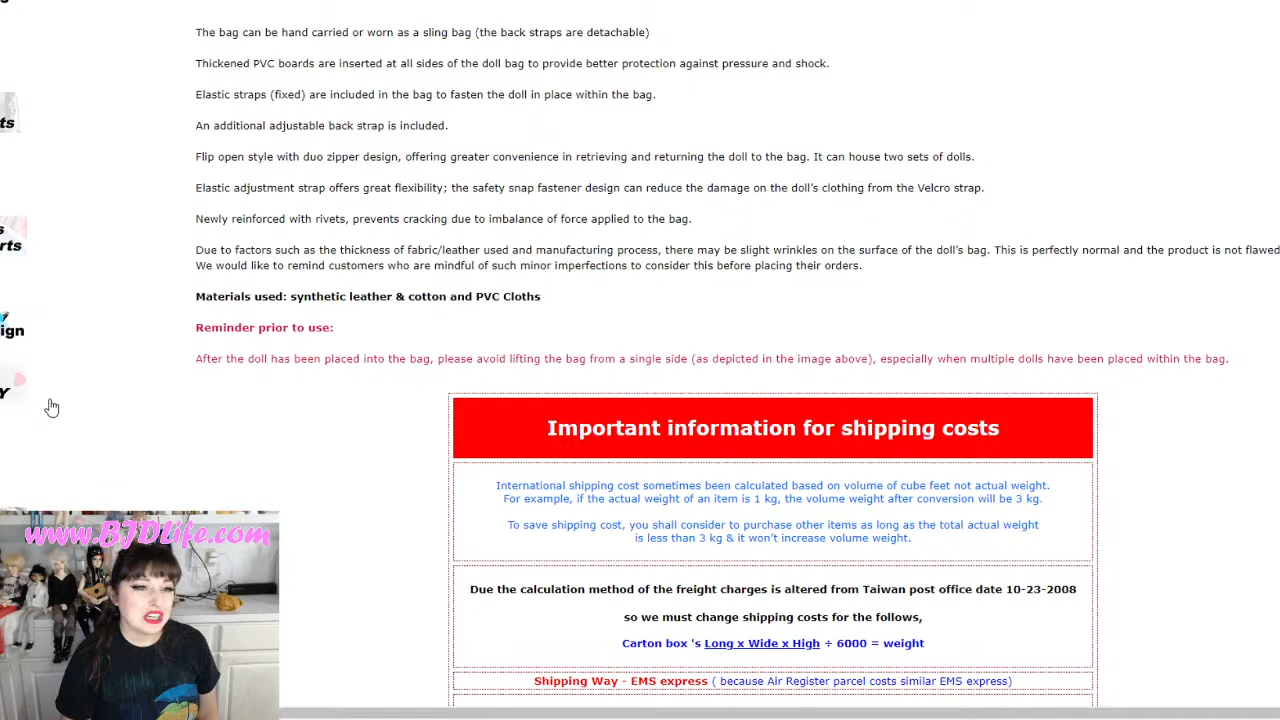 The bag can be hand carried or worn as a sling bag (the back straps are detachable)
Thickened PVC boards are inserted at all sides of the doll bag to provide better protection against pressure and shock.
Elastic straps (fixed) are included in the bag to fasten the doll in place within the bag.
ts
An additional adjustable back strap is included.
Flip open style with duo zipper design, offering greater convenience in retrieving and returning the doll to the bag. It can house two sets of dolls.
Elastic adjustment strap offers great flexibility; the safety snap fastener design can reduce the damage on the doll's clothing from the Velcro strap.
Newly reinforced with rivets, prevents cracking due to imbalance of force applied to the bag.
s
rts
Due to factors such as the thickness of fabric/leather used and manufacturing process, there may be slight wrinkles on the surface of the doll's bag. This is perfectly normal and the product is not flawed
We would like to remind customers who are mindful of such minor imperfections to consider this before placing their orders.
Materials used: synthetic leather & cotton and PVC Cloths
ign
Reminder prior to use:
After the doll has been placed into the bag, please avoid lifting the bag from a single side (as depicted in the image above), especially when multiple dolls have been placed within the bag.
Y
Important information for shipping costs
International shipping cost sometimes been calculated based on volume of cube feet not actual weight.
For example, if the actual weight of an item is 1 kg, the volume weight after conversion will be 3 kg.
To save shipping cost, you shall consider to purchase other items as long as the total actual weight
is less than 3 kg & it won't increase volume weight.
www.BJDLife.com
Due the calculation method of the freight charges is altered from Taiwan post office date 10-23-2008
so we must change shipping costs for the follows,
Carton box 's Long x Wide x High ÷ 6000 = weight
Shipping Way - EMS express ( because Air Register parcel costs similar EMS express)